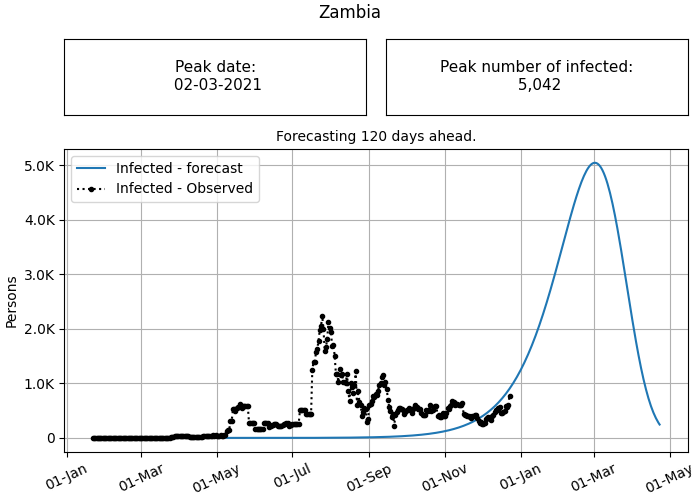 Zambia
Peak date:
02-03-2021
Peak number of infected:
5,042
Forecasting 120 days ahead.
Infected - forecast
Infected - Observed
Persons
5.0K
4.0K
3.0K
2.0K
1.0K
0
01-Jan
01-Mar
01-May
01-Jul
01-Sep
01-Nov
01-Jan
01-Mar
01-May